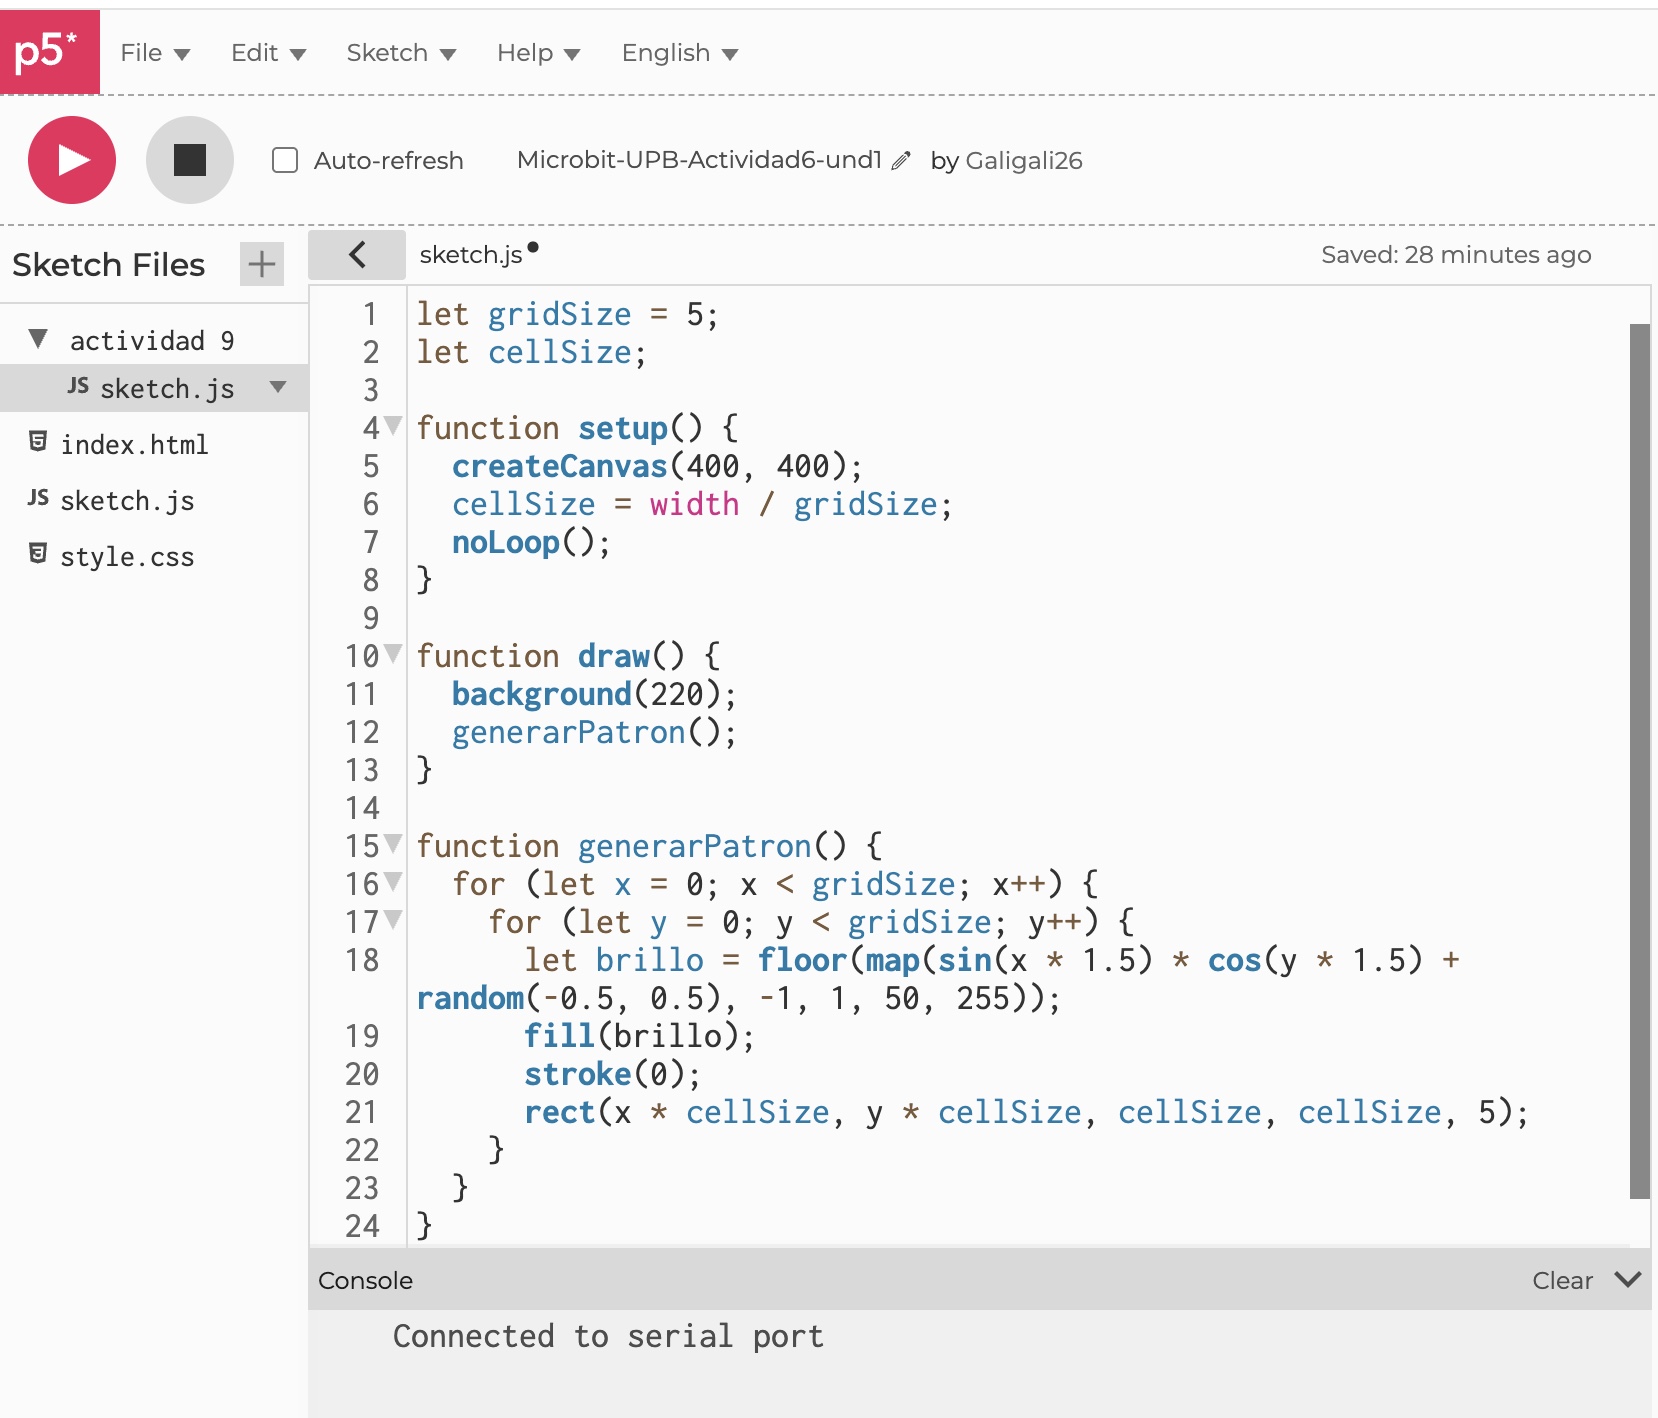 p5* File Edit Sketch Help English
Auto-refresh Microbit-UPB-Actividad6-und1 by Galigali26
Sketch Files + sketch.js Saved: 28 minutes ago
actividad 9
JS sketch.js
index.html
JS sketch.js
style.css
1 let gridSize = 5;
2 let cellSize;
3
4 function setup() {
5   createCanvas(400, 400);
6   cellSize = width / gridSize;
7   noLoop();
8 }
9
10 function draw() {
11   background(220);
12   generarPatron();
13 }
14
15 function generarPatron() {
16   for (let x = 0; x < gridSize; x++) {
17     for (let y = 0; y < gridSize; y++) {
18       let brillo = floor(map(sin(x * 1.5) * cos(y * 1.5) +
random(-0.5, 0.5), -1, 1, 50, 255));
19       fill(brillo);
20       stroke(0);
21       rect(x * cellSize, y * cellSize, cellSize, cellSize, 5);
22     }
23   }
24 }
Console Clear
Connected to serial port